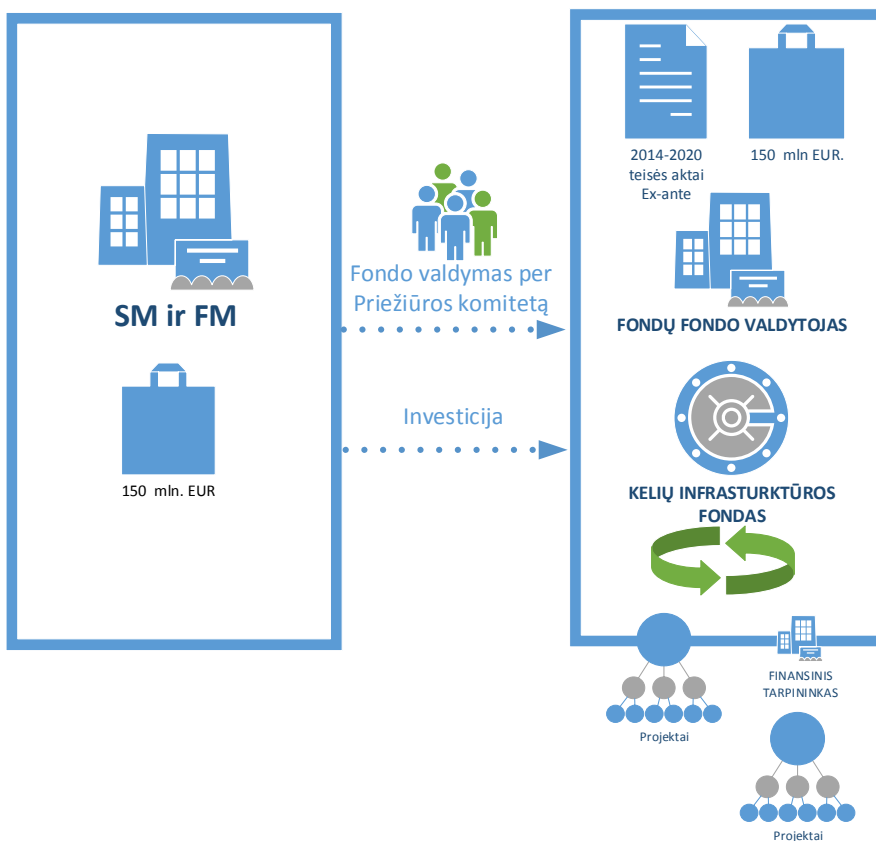 SM ir FM
150 mln. EUR
Fondo valdymas per
Priežiūros komitetą
Investicija
2014-2020
teisės aktai
Ex-ante
150 mln EUR.
FONDŲ FONDO VALDYTOJAS
KELIŲ INFRASTURKTŪROS
FONDAS
Projektai
FINANSINIS
TARPININKAS
Projektai